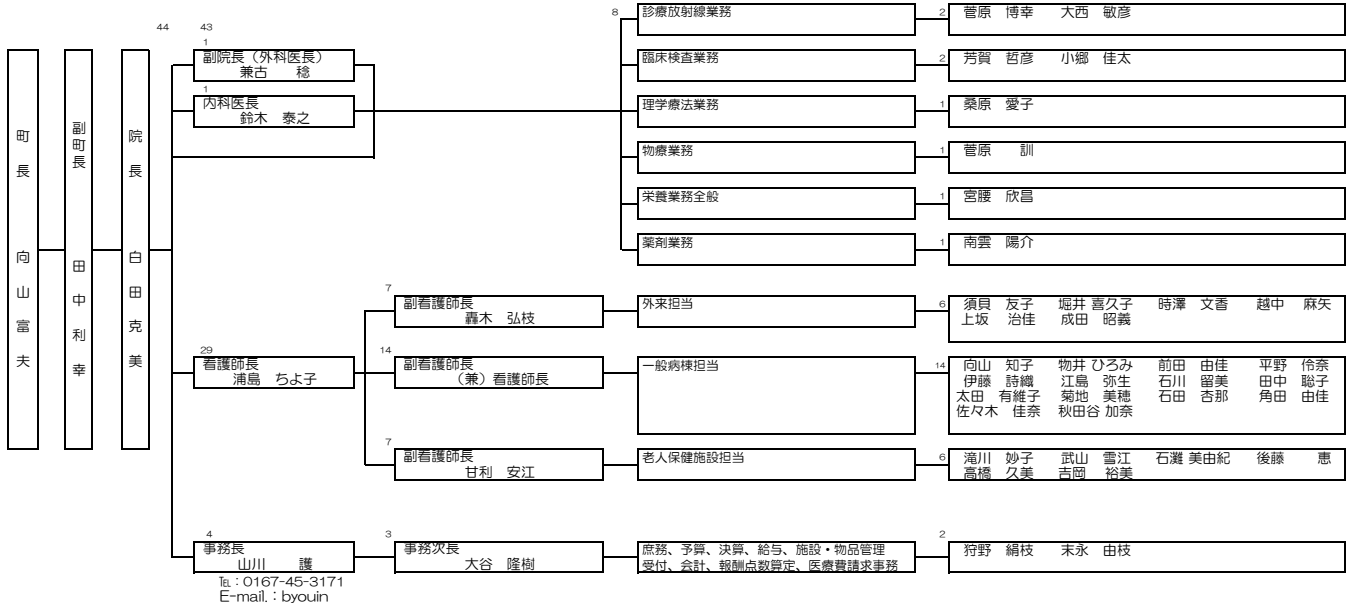 44
43
町長 向山富夫
副町長 田中利幸
院長 白田克美
1
副院長（外科医長）
兼古 稔
1
内科医長
鈴木 泰之
8
診療放射線業務
2
菅原 博幸 大西 敏彦
臨床検査業務
2
芳賀 哲彦 小郷 佳太
理学療法業務
1
桑原 愛子
物療業務
1
菅原 訓
栄養業務全般
1
宮腰 欣昌
薬剤業務
1
南雲 陽介
29
看護師長
浦島 ちよ子
7
副看護師長
轟木 弘枝
外来担当
6
須貝 友子 堀井 喜久子 時澤 文香 越中 麻矢
上坂 治佳 成田 昭義
14
副看護師長
（兼）看護師長
一般病棟担当
14
向山 知子 物井 ひろみ 前田 由佳 平野 伶奈
伊藤 詩織 江島 弥生 石川 留美 田中 聡子
太田 有維子 菊地 美穂 石田 杏那 角田 由佳
佐々木 佳奈 秋田谷 加奈
7
副看護師長
甘利 安江
老人保健施設担当
6
滝川 妙子 武山 雪江 石灘 美由紀 後藤 恵
高橋 久美 吉岡 裕美
4
事務長
山川 護
℡：0167-45-3171
E-mail.：byouin
3
事務次長
大谷 隆樹
庶務、予算、決算、給与、施設・物品管理
受付、会計、報酬点数算定、医療費請求事務
2
狩野 絹枝 末永 由枝